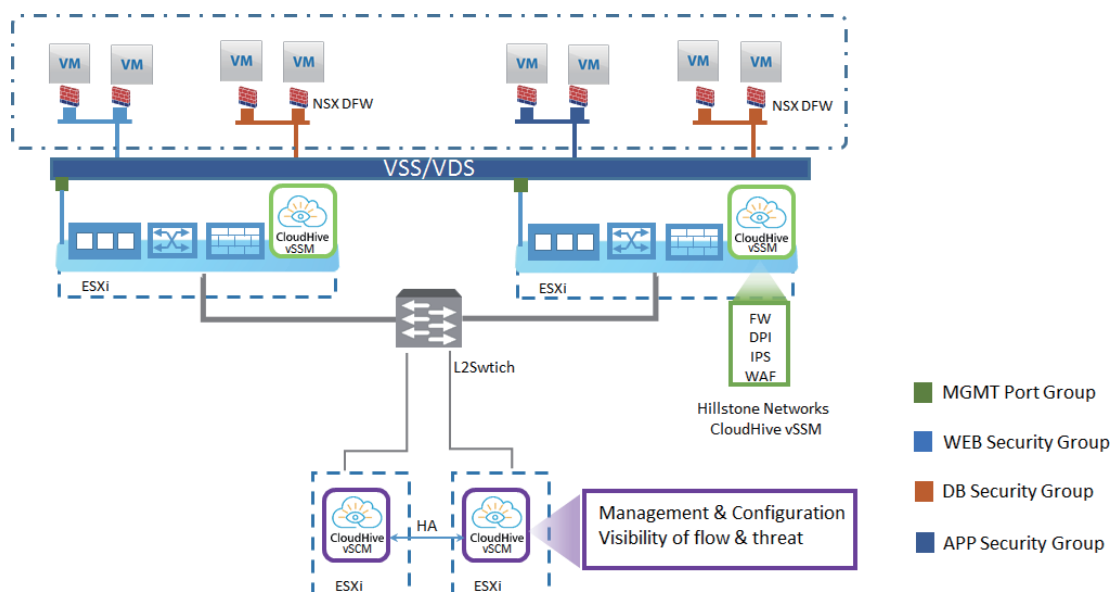 VM
VM
VM
VM
VM
VM
VM
VM
NSX DFW
NSX DFW
VSS/VDS
CloudHive
vSSM
CloudHive
vSSM
ESXi
ESXi
FW
DPI
IPS
WAF
L2Swtich
Hillstone Networks
CloudHive vSSM
MGMT Port Group
WEB Security Group
DB Security Group
APP Security Group
CloudHive
vSCM
HA
CloudHive
vSCM
Management & Configuration
Visibility of flow & threat
ESXi
ESXi